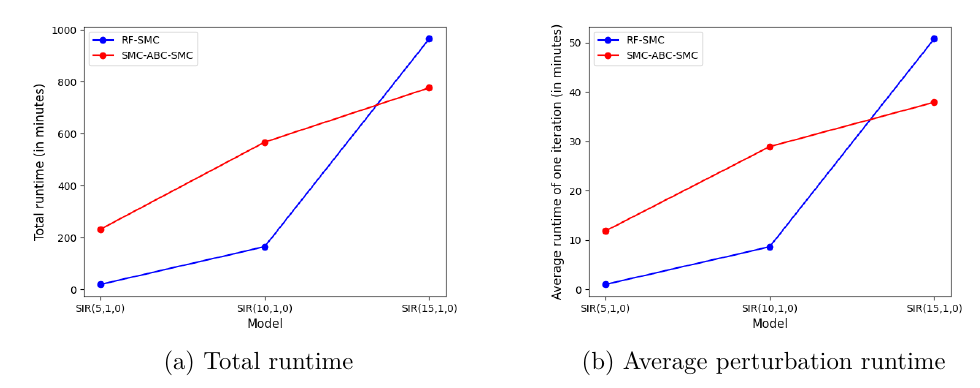 RF-SMC
SMC-ABC-SMC
Total runtime (in minutes)
1000
800
600
400
200
0
SIR(5,1,0)
SIR(10,1,0)
SIR(15,1,0)
Model
(a) Total runtime
RF-SMC
SMC-ABC-SMC
Average runtime of one iteration (in minutes)
50
40
30
20
10
0
SIR(5,1,0)
SIR(10,1,0)
SIR(15,1,0)
Model
(b) Average perturbation runtime